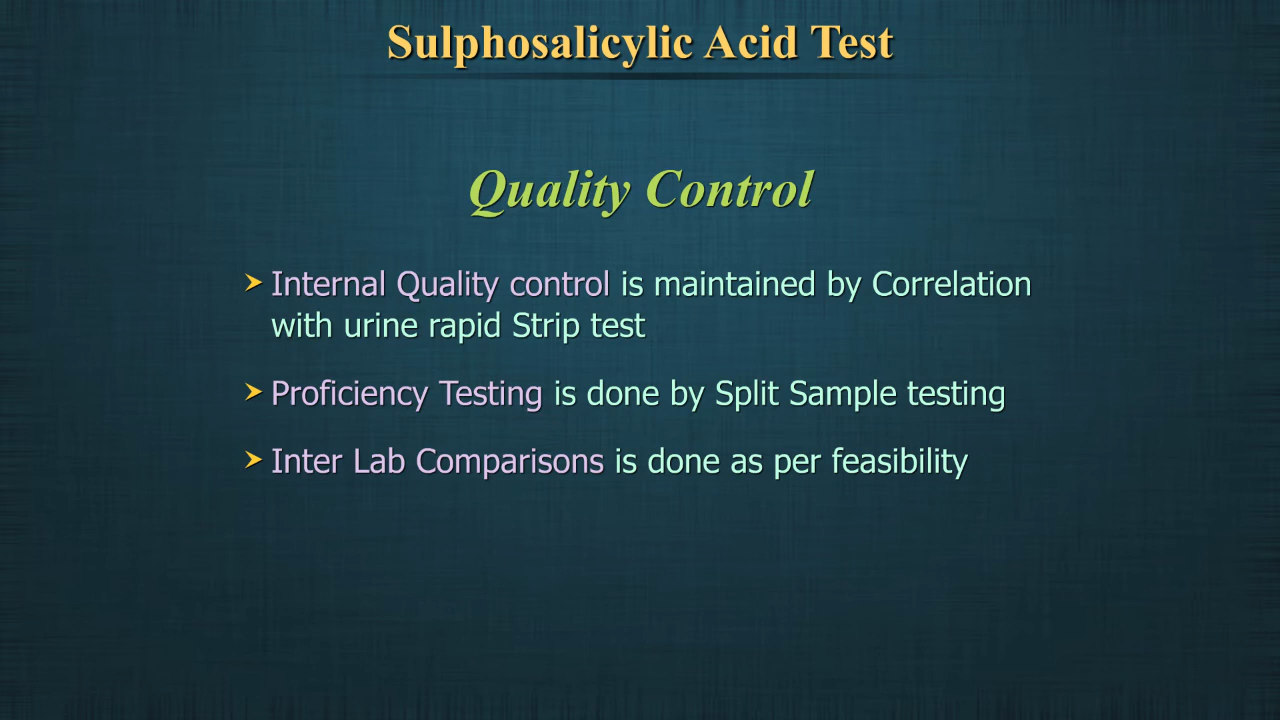 Sulphosalicylic Acid Test
Quality Control
➤ Internal Quality control is maintained by Correlation
with urine rapid Strip test
➤ Proficiency Testing is done by Split Sample testing
➤ Inter Lab Comparisons is done as per feasibility